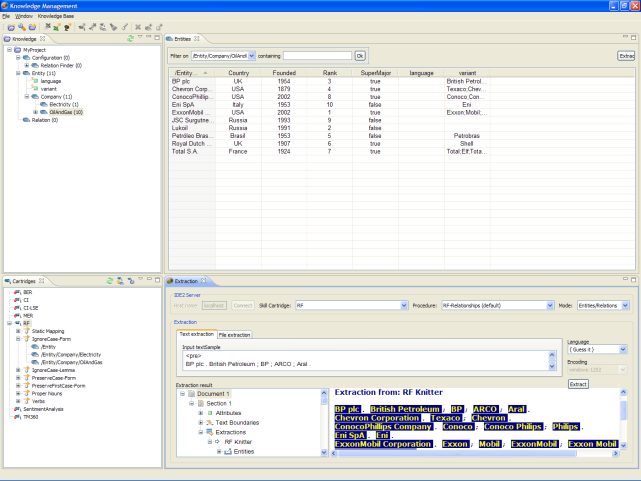 Knowledge Management
File Window Knowledge Base
Knowledge
MyProject
Configuration (0)
Relation Finder (0)
Entity (11)
language
variant
Company (11)
Electricity (1)
OilAndGas (10)
Relation (0)
Entities
Filter on /Entity/Company/OilAndG containing Ok Extrac
/Entity... Country Founded Rank SuperMajor language variant
BP plc UK 1954 3 true British Petrol...
Chevron Corp... USA 1879 4 true Texaco;Chev...
ConocoPhillip... USA 2002 8 true Conoco;Con...
Eni SpA Italy 1953 10 false Eni
ExxonMobil ... USA 2002 1 true Exxon;Mobil;...
JSC Surgutne... Russia 1993 9 false
Lukoil Russia 1991 2 false
Petróleo Bras... Brasil 1953 5 false Petrobras
Royal Dutch ... UK 1907 6 true Shell
Total S.A. France 1924 7 true Total;Elf;Tota...
Cartridges
BER
CI
CI-LSE
MER
RF
Static Mapping
IgnoreCase-Form
/Entity
/Entity/Company/Electricity
/Entity/Company/OilAndGas
IgnoreCase-Lemma
PreserveCase-Form
PreserveFirstCase-Form
Proper Nouns
Verbs
SentimentAnalysis
TM360
Extraction
IDE2 Server
Host name localhost Connect Skill Cartridge: RF Procedure: RF-Relationships (default) Mode: Entities/Relations
Extraction
Text extraction File extraction
Input textSample
<pns>
BP plc . British Petroleum ; BP ; ARCO ; Aral .
Language
( Guess it )
Encoding
windows-1252
Extract
Extraction result
Document 1
Section 1
Attributes
Text Boundaries
Extractions
RF Knitter
Entities
Extraction from: RF Knitter
BP plc . British Petroleum ; BP ; ARCO ; Aral .
Chevron Corporation . Texaco ; Chevron .
ConocoPhillips Company . Conoco ; Conoco Philips ; Philips .
Eni SpA . Eni .
ExxonMobil Corporation . Exxon ; Mobil ; ExxonMobil ; Exxon Mobil